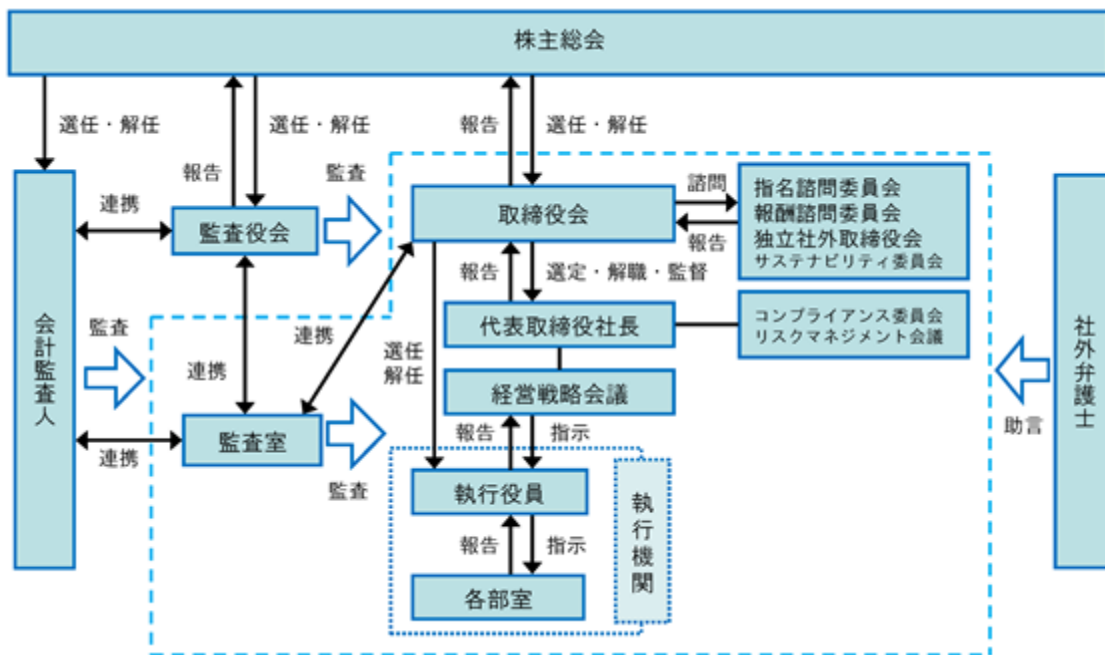 株主総会
選任・解任
報告
選任・解任
報告
選任・解任
監査
連携
監査役会
取締役会
諮問
報告
指名諮問委員会
報酬諮問委員会
独立社外取締役会
サステナビリティ委員会
報告
選定・解職・監督
会計監査人
監査
連携
連携
選任
解任
代表取締役社長
コンプライアンス委員会
リスクマネジメント会議
社外弁護士
助言
経営戦略会議
監査室
連携
監査
報告
指示
執行役員
執行機関
報告
指示
各部室